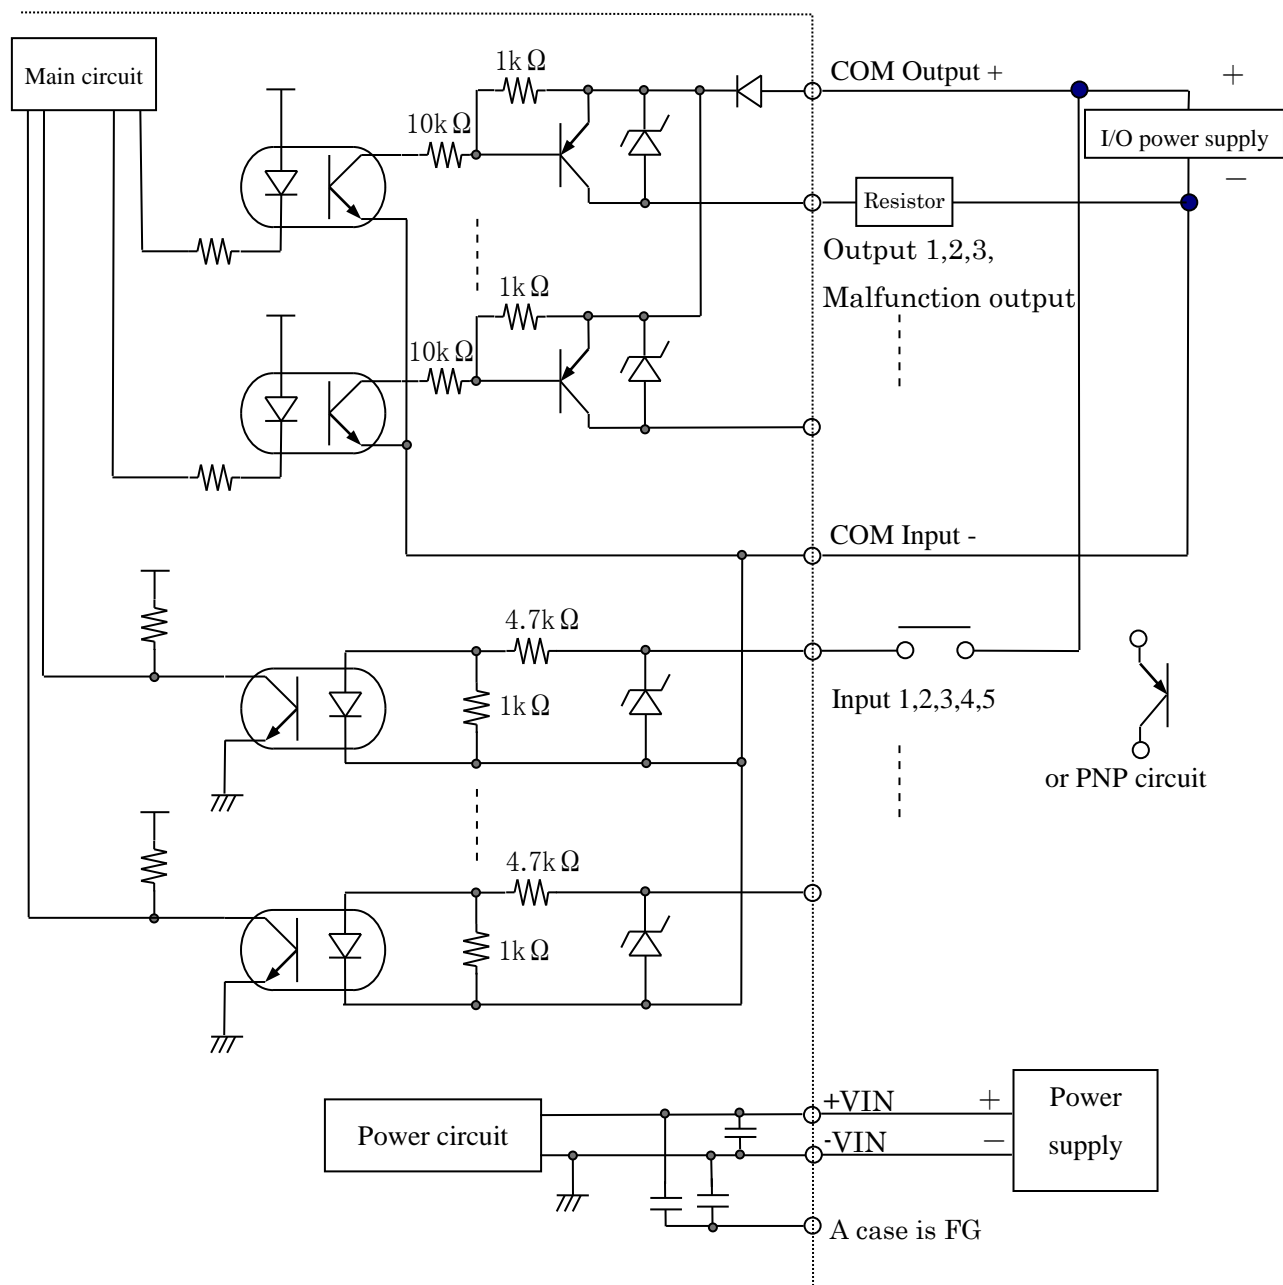 Main circuit
1kΩ
COM Output +
+
10kΩ
I/O power supply
−
Resistor
Output 1,2,3,
1kΩ
Malfunction output
10kΩ
COM Input -
4.7kΩ
1kΩ
Input 1,2,3,4,5
or PNP circuit
4.7kΩ
1kΩ
Power circuit
+VIN
+
-VIN
−
Power
supply
A case is FG